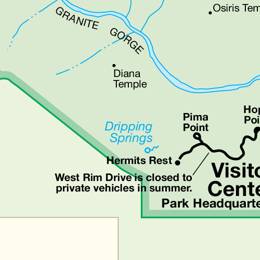 Osiris Temp
GRANITE GORGE
Diana
Temple
Hop
Poi
Pima
Point
Dripping
Springs
Hermits Rest
West Rim Drive is closed to
private vehicles in summer.
Visito
Cente
Park Headquarte